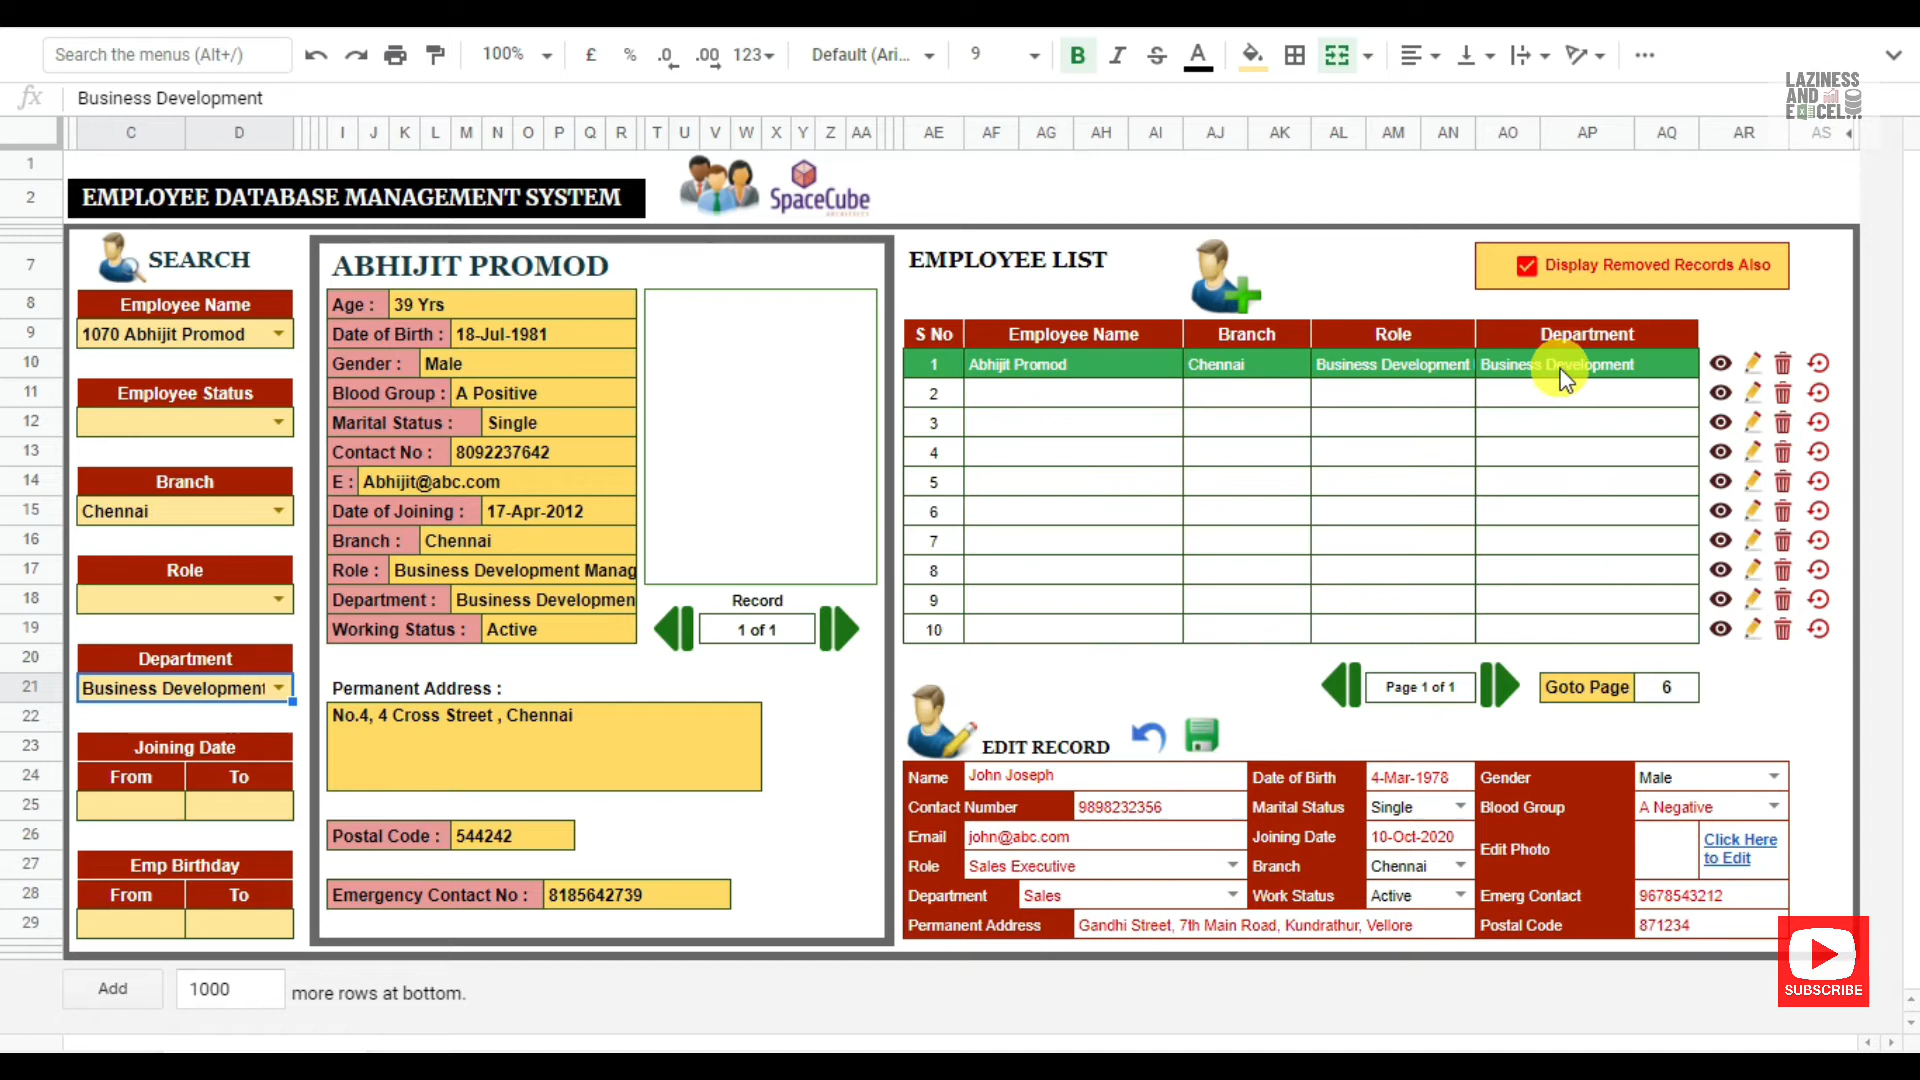 Search the menus (Alt+/)
100%
£
%
.0
.00
123
Default (Ari...
9
B
I
S
A
LAZINESS
AND
EXCEL...
fx
Business Development
C D I J K L M N O P Q R T U V W X Y Z AA AE AF AG AH AI AJ AK AL AM AN AO AP AQ AR AS
1
2
7
8
9
10
11
12
13
14
15
16
17
18
19
20
21
22
23
24
25
26
27
28
29
EMPLOYEE DATABASE MANAGEMENT SYSTEM
SpaceCube
ARCHITECTS
SEARCH
Employee Name
1070 Abhijit Promod
Employee Status
Branch
Chennai
Role
Department
Business Development
Joining Date
From To
Emp Birthday
From To
ABHIJIT PROMOD
Age : 39 Yrs
Date of Birth : 18-Jul-1981
Gender : Male
Blood Group : A Positive
Marital Status : Single
Contact No : 8092237642
E : Abhijit@abc.com
Date of Joining : 17-Apr-2012
Branch : Chennai
Role : Business Development Manag
Department : Business Developmen
Working Status : Active
Record
1 of 1
Permanent Address :
No.4, 4 Cross Street , Chennai
Postal Code : 544242
Emergency Contact No : 8185642739
EMPLOYEE LIST
Display Removed Records Also
S No Employee Name Branch Role Department
1 Abhijit Promod Chennai Business Development Business Development
2
3
4
5
6
7
8
9
10
Page 1 of 1
Goto Page 6
EDIT RECORD
Name John Joseph Date of Birth 4-Mar-1978 Gender Male
Contact Number 9898232356 Marital Status Single Blood Group A Negative
Email john@abc.com Joining Date 10-Oct-2020 Edit Photo Click Here
to Edit
Role Sales Executive Branch Chennai
Department Sales Work Status Active Emerg Contact 9678543212
Permanent Address Gandhi Street, 7th Main Road, Kundrathur, Vellore Postal Code 871234
SUBSCRIBE
Add 1000 more rows at bottom.